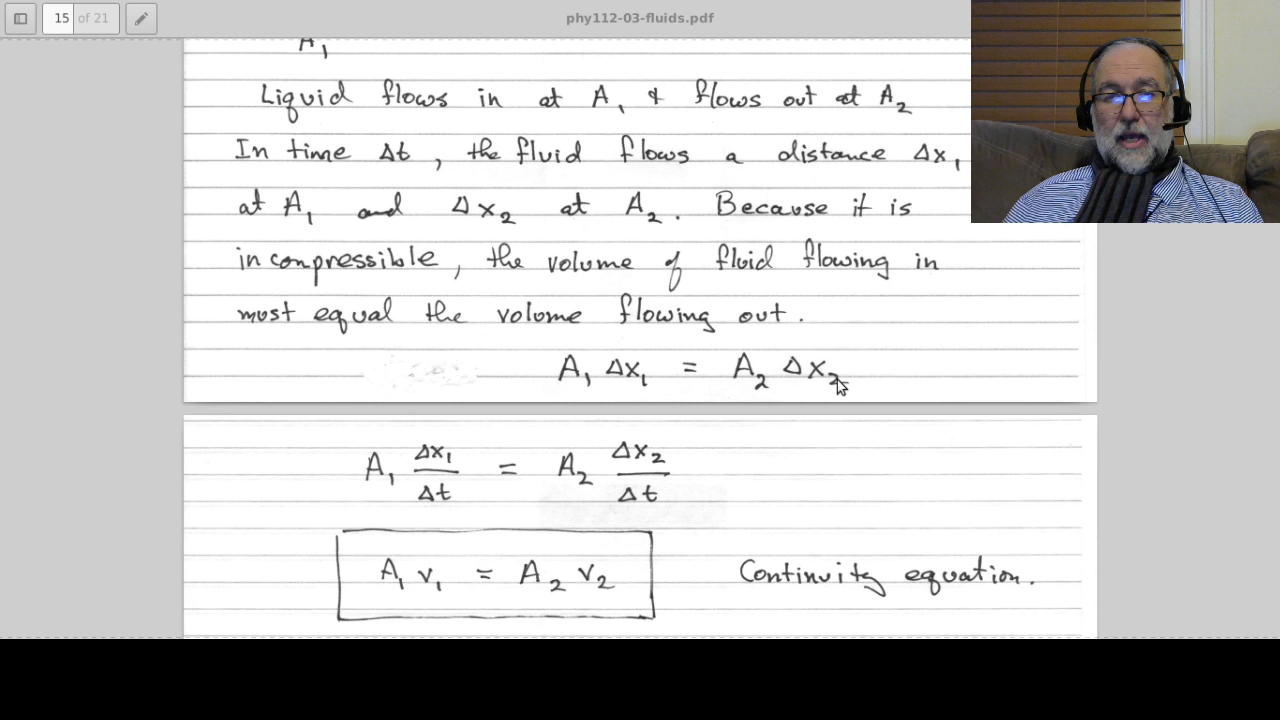 15 of 21
phy112-03-fluids.pdf
A₁
Liquid flows in at A₁ & flows out at A₂
In time Δt, the fluid flows a distance Δx₁
at A₁ and Δx₂ at A₂. Because it is
incompressible, the volume of fluid flowing in
most equal the volume flowing out.
A₁ Δx₁ = A₂ Δx₂
A₁ Δx₁/Δt = A₂ Δx₂/Δt
A₁ v₁ = A₂ v₂ Continuity equation.